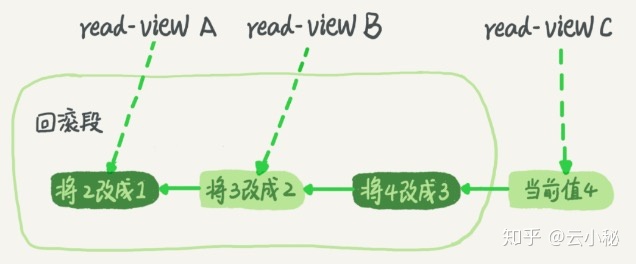 read-view A
read-view B
read-view C
回滚段
将2改成1
将3改成2
将4改成3
当前值4
知乎 @云小秘